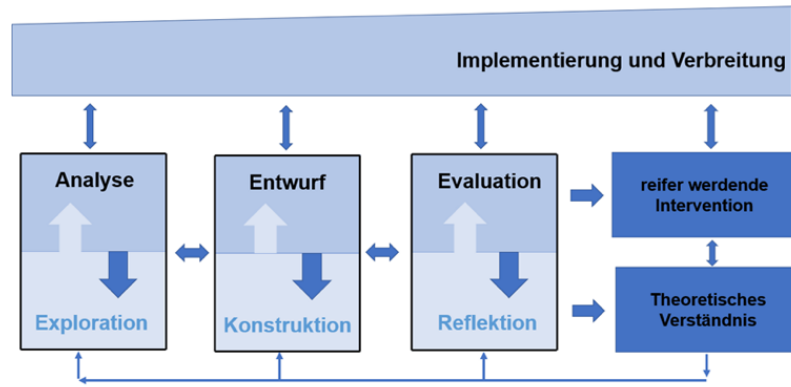 Implementierung und Verbreitung
Analyse
Exploration
Entwurf
Konstruktion
Evaluation
Reflektion
reifer werdende
Intervention
Theoretisches
Verständnis